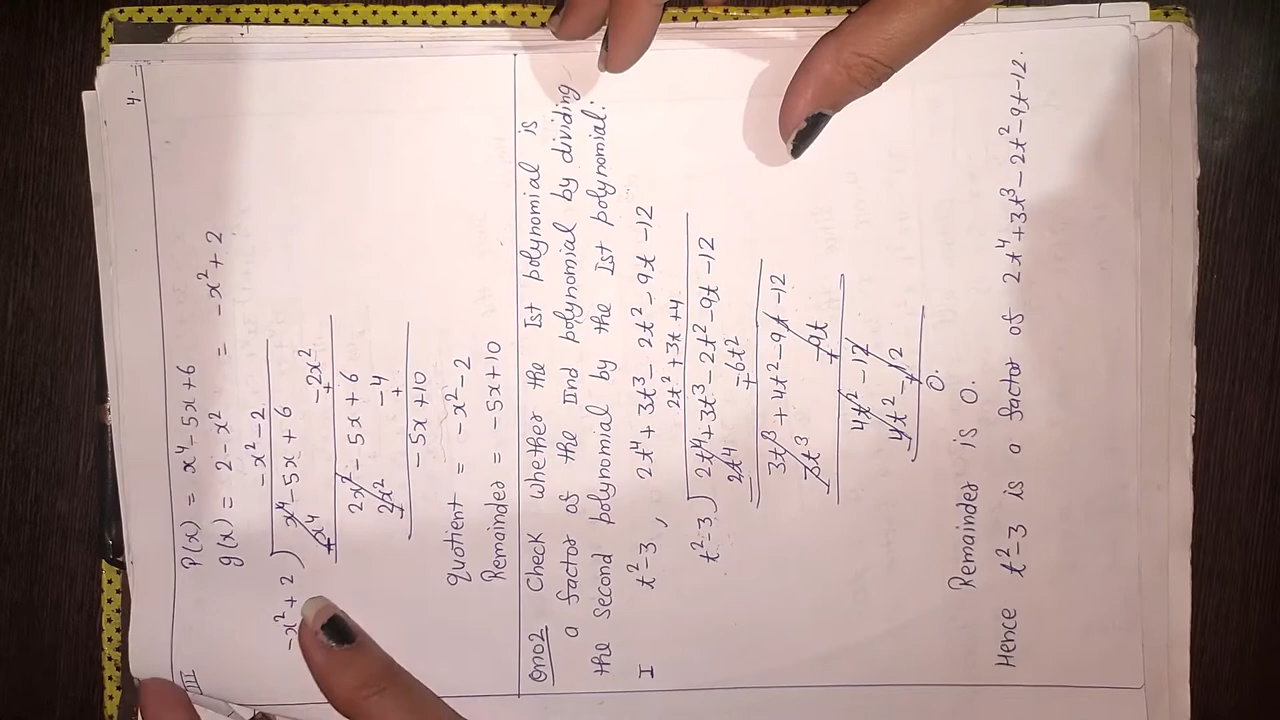 4.
III P(x) = x⁴ - 5x + 6
g(x) = 2 - x² = -x² + 2
-x² - 2
-x² + 2 ) x⁴ - 5x + 6
x⁴ - 2x²
- +
2x² - 5x + 6
2x² - 4
- +
-5x + 10
quotient = -x² - 2
Remainder = -5x + 10
Qno2 Check whether the Ist polynomial is
a factor of the IInd polynomial by dividing
the second polynomial by the Ist polynomial:
I t² - 3, 2t⁴ + 3t³ - 2t² - 9t - 12
2t² + 3t + 4
t² - 3 ) 2t⁴ + 3t³ - 2t² - 9t - 12
2t⁴ - 6t²
- +
3t³ + 4t² - 9t - 12
3t³ - 9t
- +
4t² - 12
4t² - 12
- +
0.
Remainder is 0.
Hence t² - 3 is a factor of 2t⁴ + 3t³ - 2t² - 9t - 12.